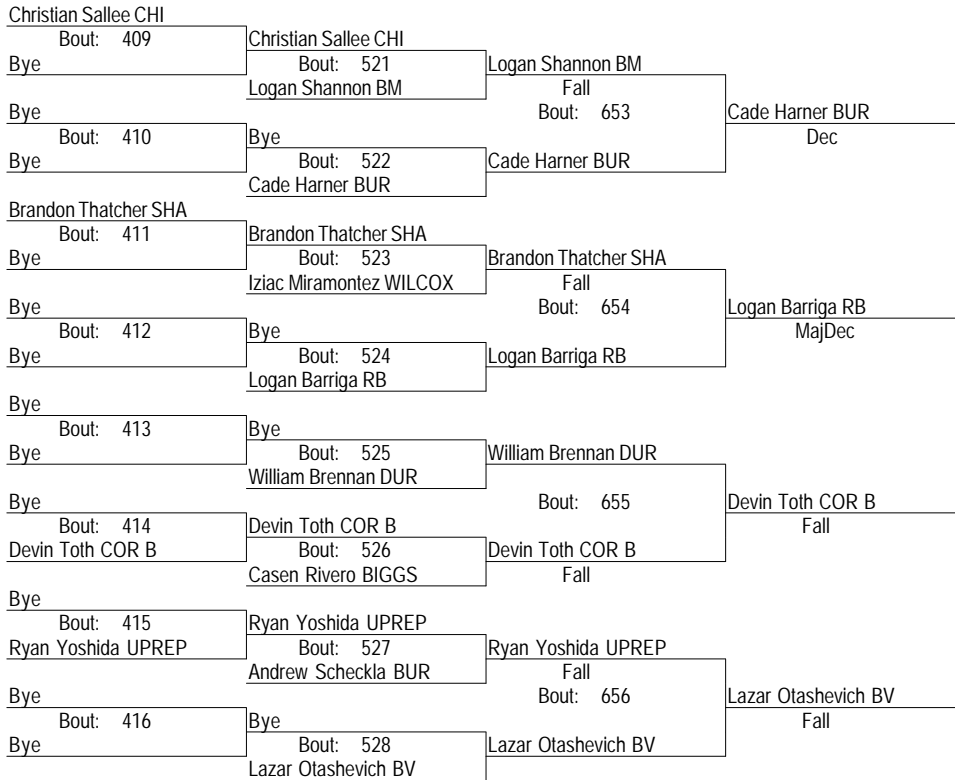 Christian Sallee CHI
Bout: 409
Christian Sallee CHI
Bye
Bout: 521
Logan Shannon BM
Logan Shannon BM
Fall
Bye
Bout: 653
Cade Harner BUR
Bout: 410
Bye
Dec
Bye
Bout: 522
Cade Harner BUR
Cade Harner BUR
Brandon Thatcher SHA
Bout: 411
Brandon Thatcher SHA
Bye
Bout: 523
Brandon Thatcher SHA
Iziac Miramontez WILCOX
Fall
Bye
Bout: 654
Logan Barriga RB
Bout: 412
Bye
MajDec
Bye
Bout: 524
Logan Barriga RB
Logan Barriga RB
Bye
Bout: 413
Bye
Bye
Bout: 525
William Brennan DUR
William Brennan DUR
Bye
Bout: 655
Devin Toth COR B
Bout: 414
Devin Toth COR B
Fall
Devin Toth COR B
Bout: 526
Devin Toth COR B
Casen Rivero BIGGS
Fall
Bye
Bout: 415
Ryan Yoshida UPREP
Ryan Yoshida UPREP
Bout: 527
Ryan Yoshida UPREP
Andrew Scheckla BUR
Fall
Bye
Bout: 656
Lazar Otashevich BV
Bout: 416
Bye
Fall
Bye
Bout: 528
Lazar Otashevich BV
Lazar Otashevich BV